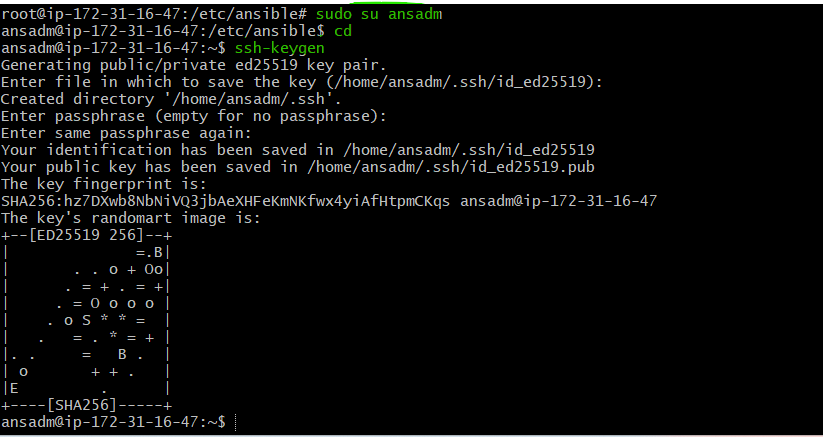 root@ip-172-31-16-47:/etc/ansible# sudo su ansadm
ansadm@ip-172-31-16-47:/etc/ansible$ cd
ansadm@ip-172-31-16-47:~$ ssh-keygen
Generating public/private ed25519 key pair.
Enter file in which to save the key (/home/ansadm/.ssh/id_ed25519):
Created directory '/home/ansadm/.ssh'.
Enter passphrase (empty for no passphrase):
Enter same passphrase again:
Your identification has been saved in /home/ansadm/.ssh/id_ed25519
Your public key has been saved in /home/ansadm/.ssh/id_ed25519.pub
The key fingerprint is:
SHA256:hz7DXwb8NbNiVQ3jbAeXHFeKmNKfwx4yiAfHtpmCKqs ansadm@ip-172-31-16-47
The key's randomart image is:
+--[ED25519 256]--+
|              =.B|
|       . . o + Oo|
|      . = + . = +|
|     . = O o o o |
|    . o S * * =  |
|   .   = . * = + |
|. .     =   B .  |
| o       + + .   |
|E         .      |
+----[SHA256]-----+
ansadm@ip-172-31-16-47:~$